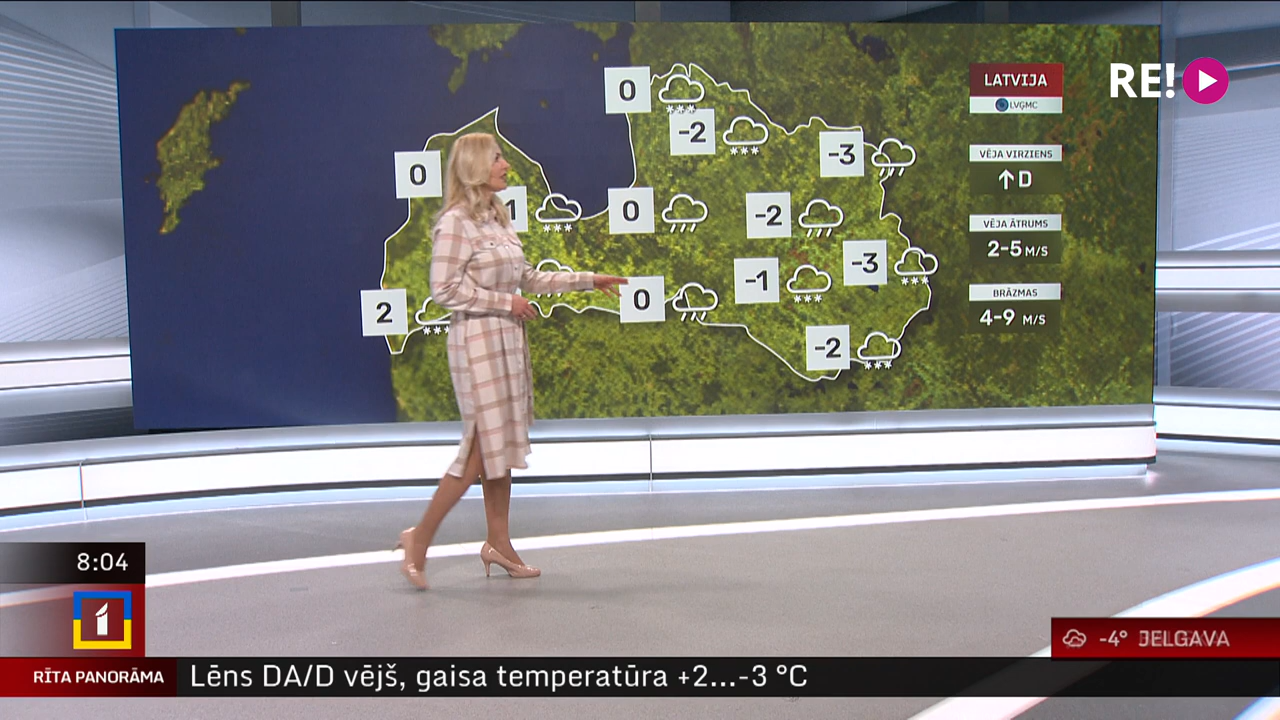 RE!
LATVIJA
LVĢMC
VĒJA VIRZIENS
↑D
VĒJA ĀTRUMS
2-5 M/S
BRĀZMAS
4-9 M/S
0
-2
-3
0
1
0
-2
-1
-3
2
0
-2
8:04
1
-4° JELGAVA
RĪTA PANORĀMA
Lēns DA/D vējš, gaisa temperatūra +2...-3 °C